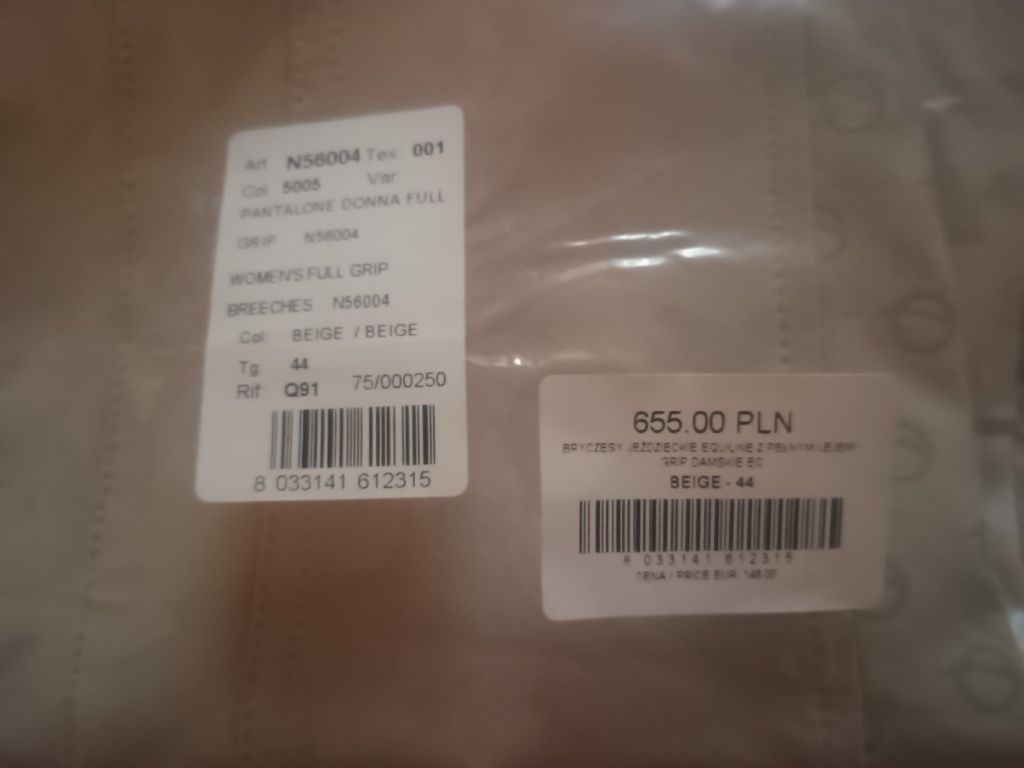 Art N56004 Tex 001
Col 5005 Var
PANTALONE DONNA FULL
GRIP N56004
WOMEN'S FULL GRIP
BREECHES N56004
Col: BEIGE / BEIGE
Tg. 44
Rif: Q91 75/000250
8 033141 612315
655.00 PLN
BRYCZESY JEŹDZIECKIE EQUILINE Z PEŁNYM LEJEM
GRIP DAMSKIE
BEIGE - 44
8 033141 612315
CENA / PRICE EUR